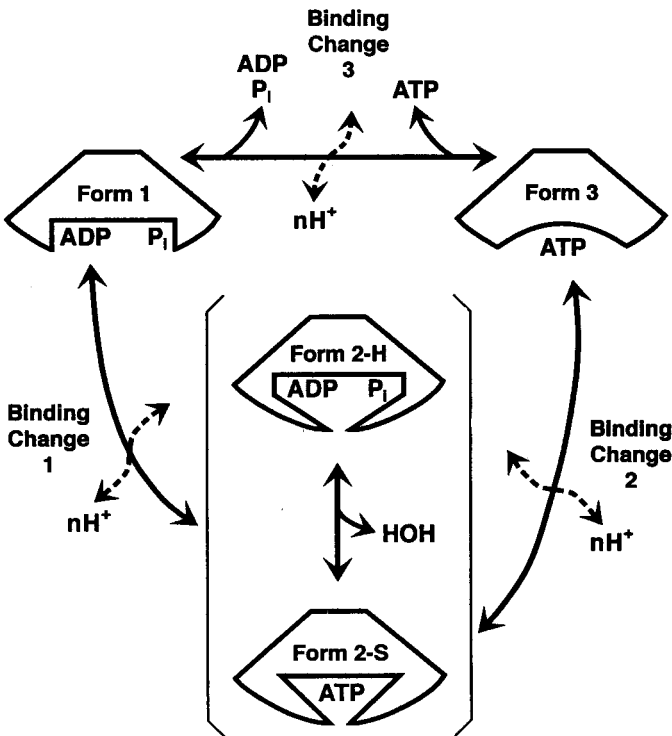 Binding
Change
3
ADP
Pi
ATP
nH+
Form 1
ADP Pi
Form 3
ATP
Form 2-H
ADP Pi
Binding
Change
1
nH+
Binding
Change
2
nH+
HOH
Form 2-S
ATP